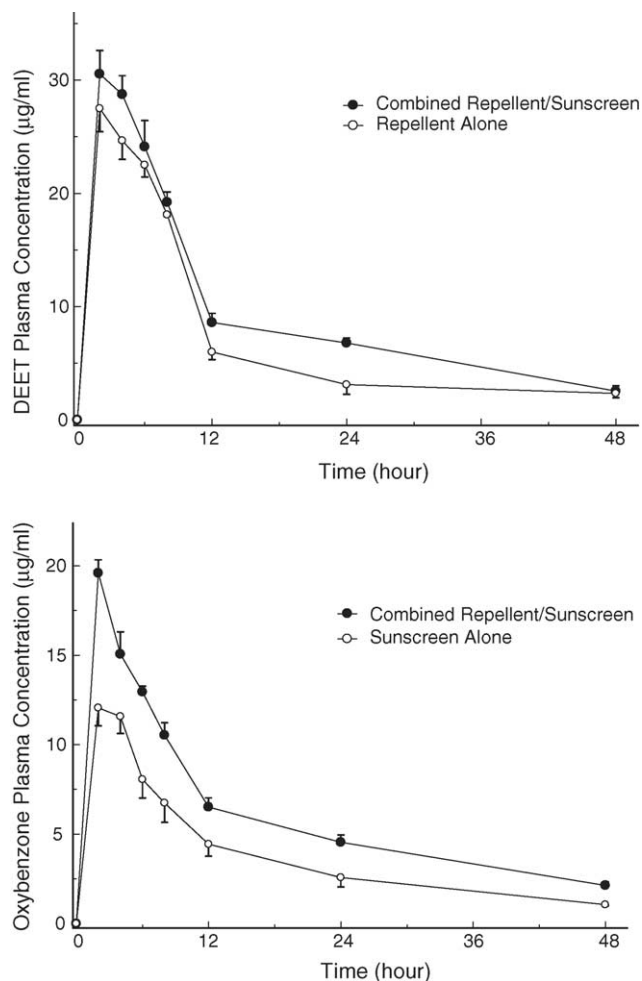 DEET Plasma Concentration (μg/ml)
30
20
10
0
Combined Repellent/Sunscreen
Repellent Alone
0 12 24 36 48
Time (hour)
Oxybenzone Plasma Concentration (μg/ml)
20
15
10
5
0
Combined Repellent/Sunscreen
Sunscreen Alone
0 12 24 36 48
Time (hour)